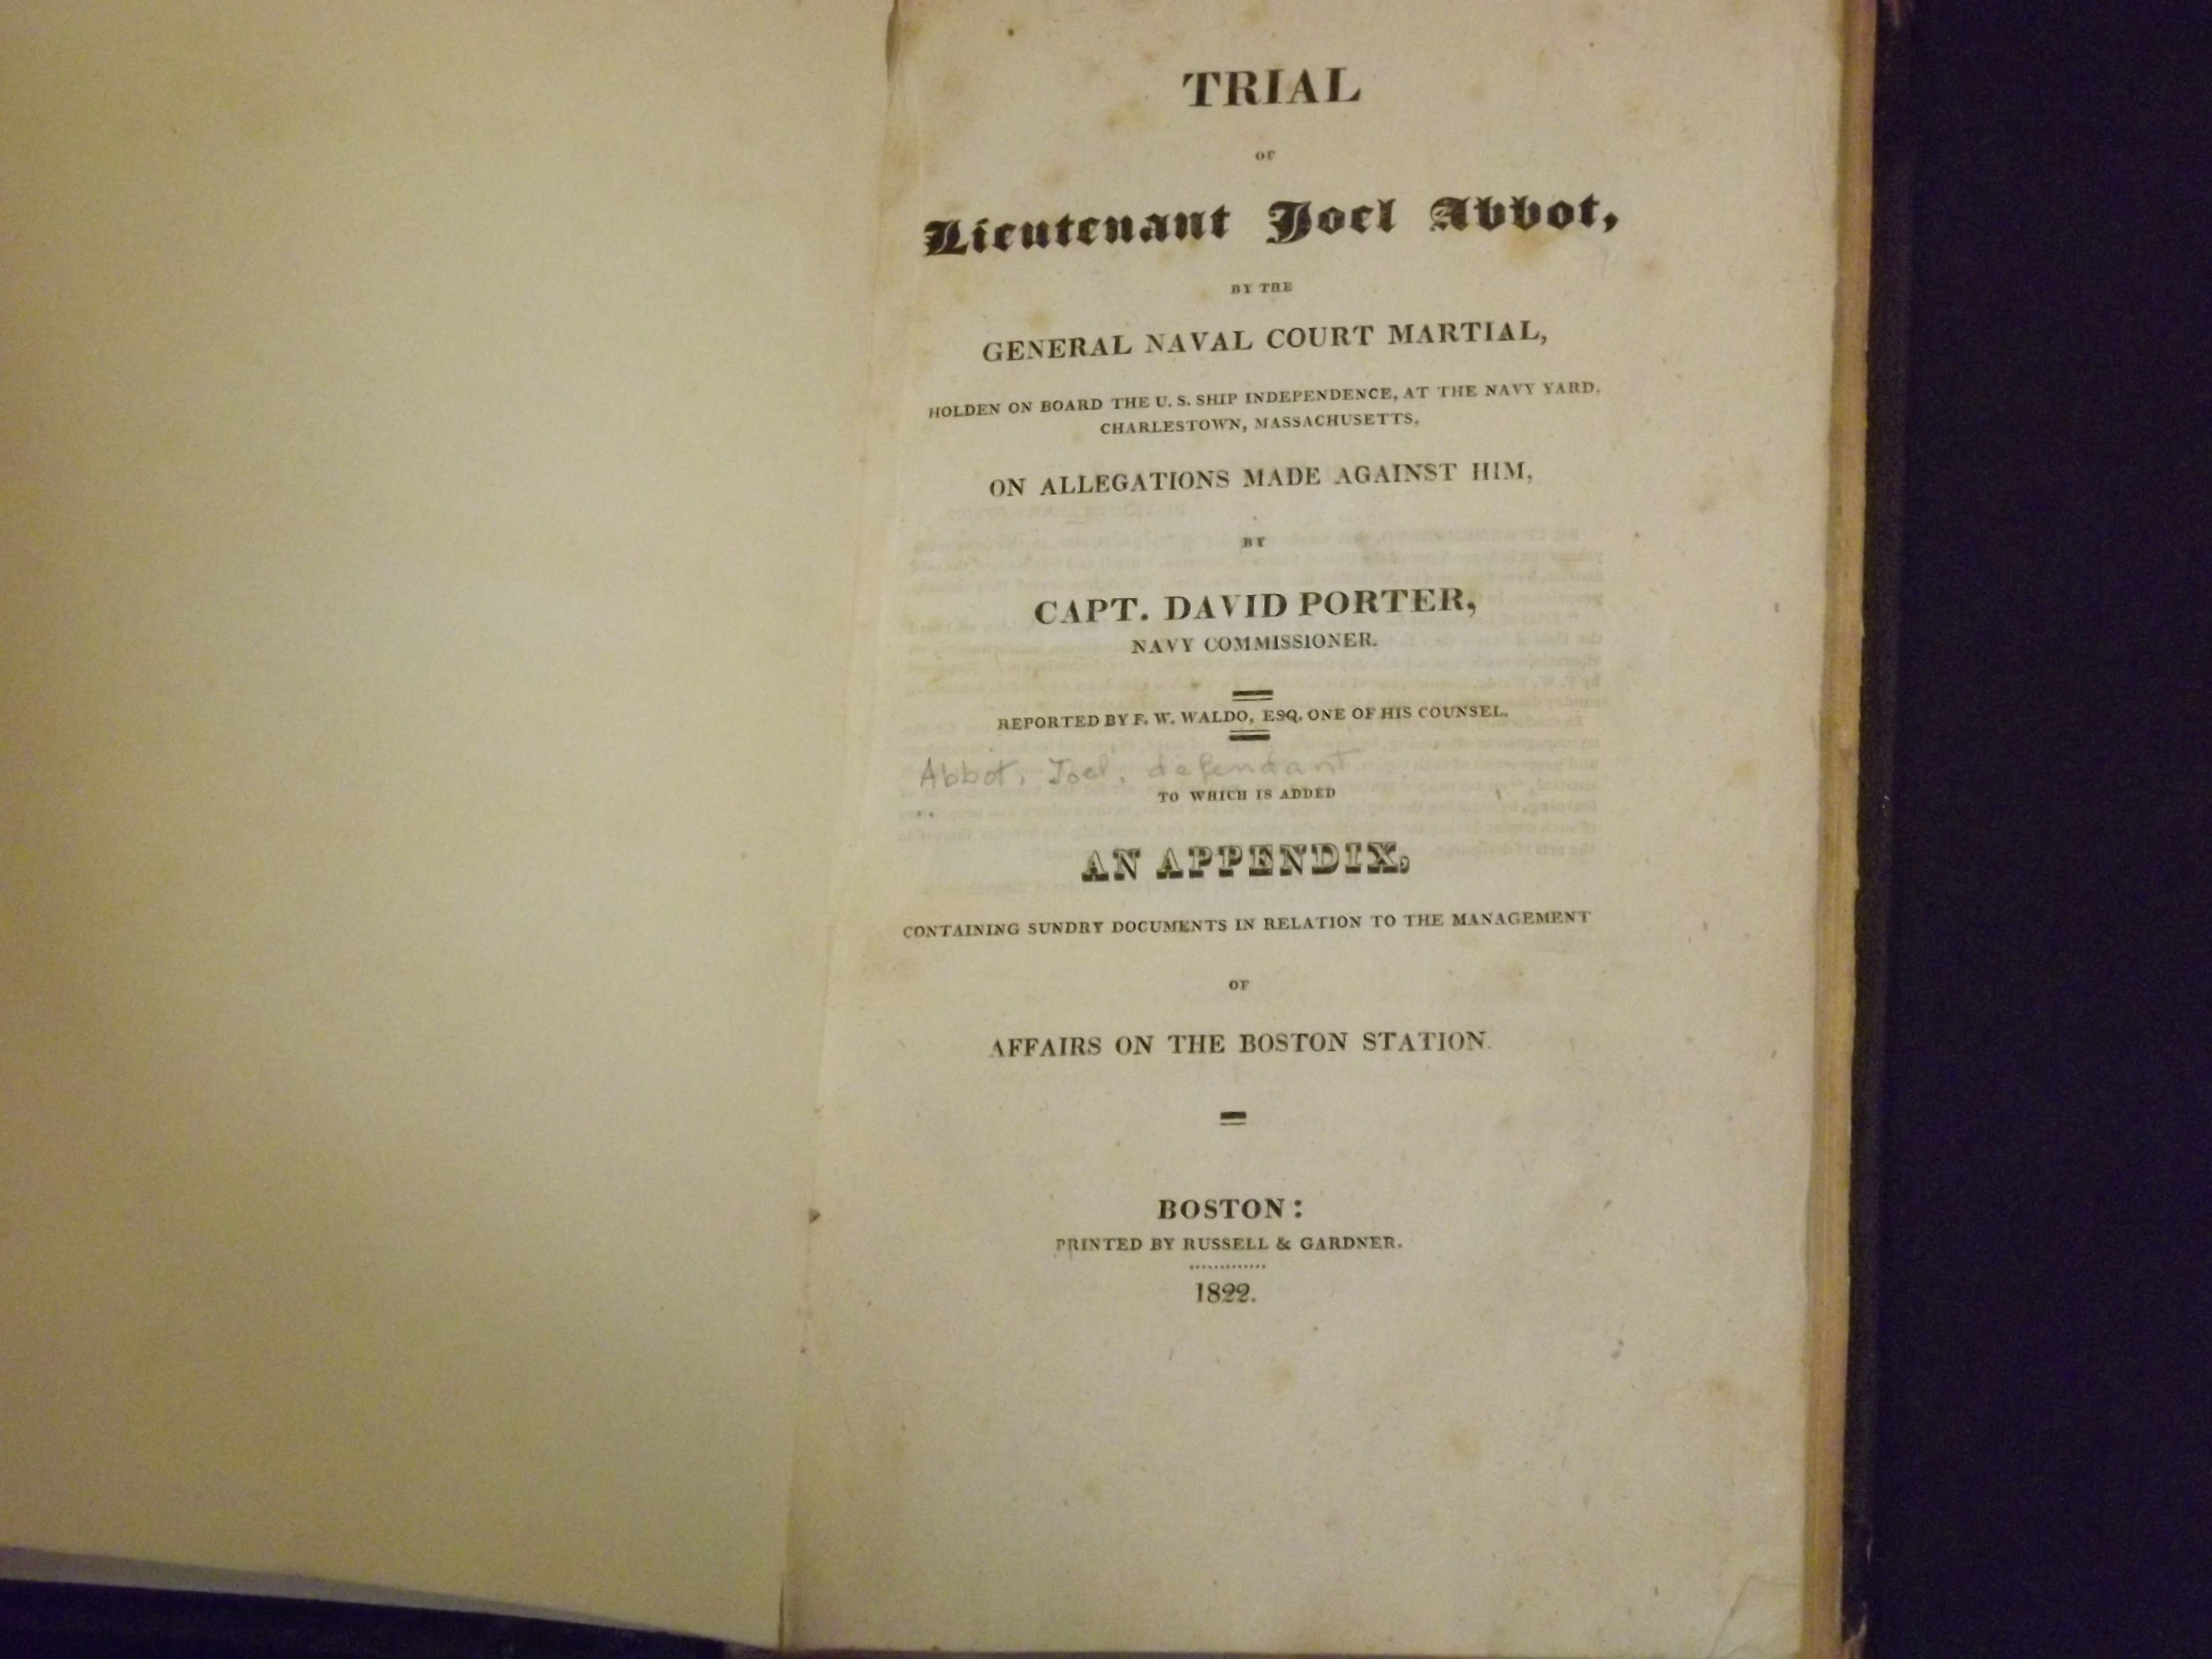 TRIAL
OF
Lieutenant Joel Abbot,
BY THE
GENERAL NAVAL COURT MARTIAL,
HOLDEN ON BOARD THE U. S. SHIP INDEPENDENCE, AT THE NAVY YARD,
CHARLESTOWN, MASSACHUSETTS,
ON ALLEGATIONS MADE AGAINST HIM,
BY
CAPT. DAVID PORTER,
NAVY COMMISSIONER.
REPORTED BY F. W. WALDO, ESQ. ONE OF HIS COUNSEL.
Abbot, Joel, defendant
TO WHICH IS ADDED
AN APPENDIX,
CONTAINING SUNDRY DOCUMENTS IN RELATION TO THE MANAGEMENT
OF
AFFAIRS ON THE BOSTON STATION.
BOSTON:
PRINTED BY RUSSELL & GARDNER.
1822.